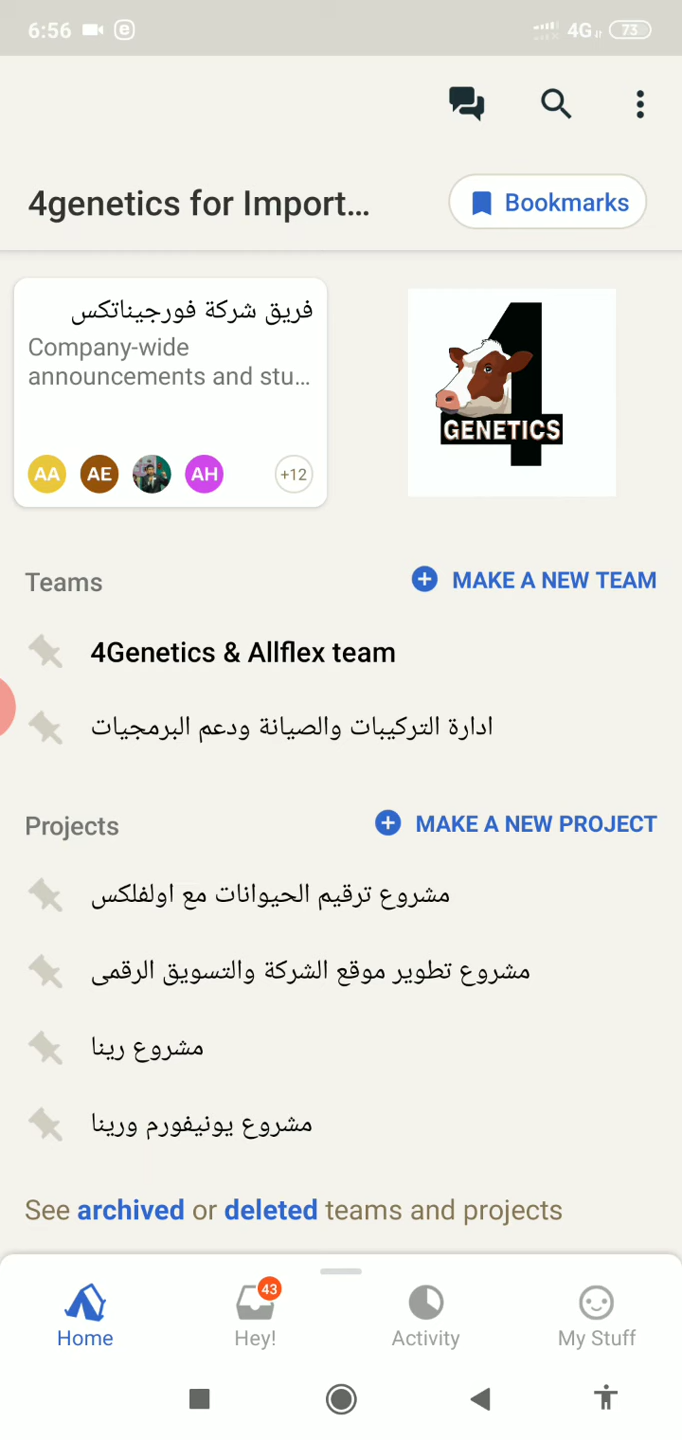 6:56
4G
73
4genetics for Import...
Bookmarks
فريق شركة فورجيناتكس
Company-wide
announcements and stu...
AA
AE
AH
+12
4
GENETICS
Teams
MAKE A NEW TEAM
4Genetics & Allflex team
ادارة التركيبات والصيانة ودعم البرمجيات
Projects
MAKE A NEW PROJECT
مشروع ترقيم الحيوانات مع اولفلكس
مشروع تطوير موقع الشركة والتسويق الرقمى
مشروع رينا
مشروع يونيفورم ورينا
See archived or deleted teams and projects
43
Home
Hey!
Activity
My Stuff